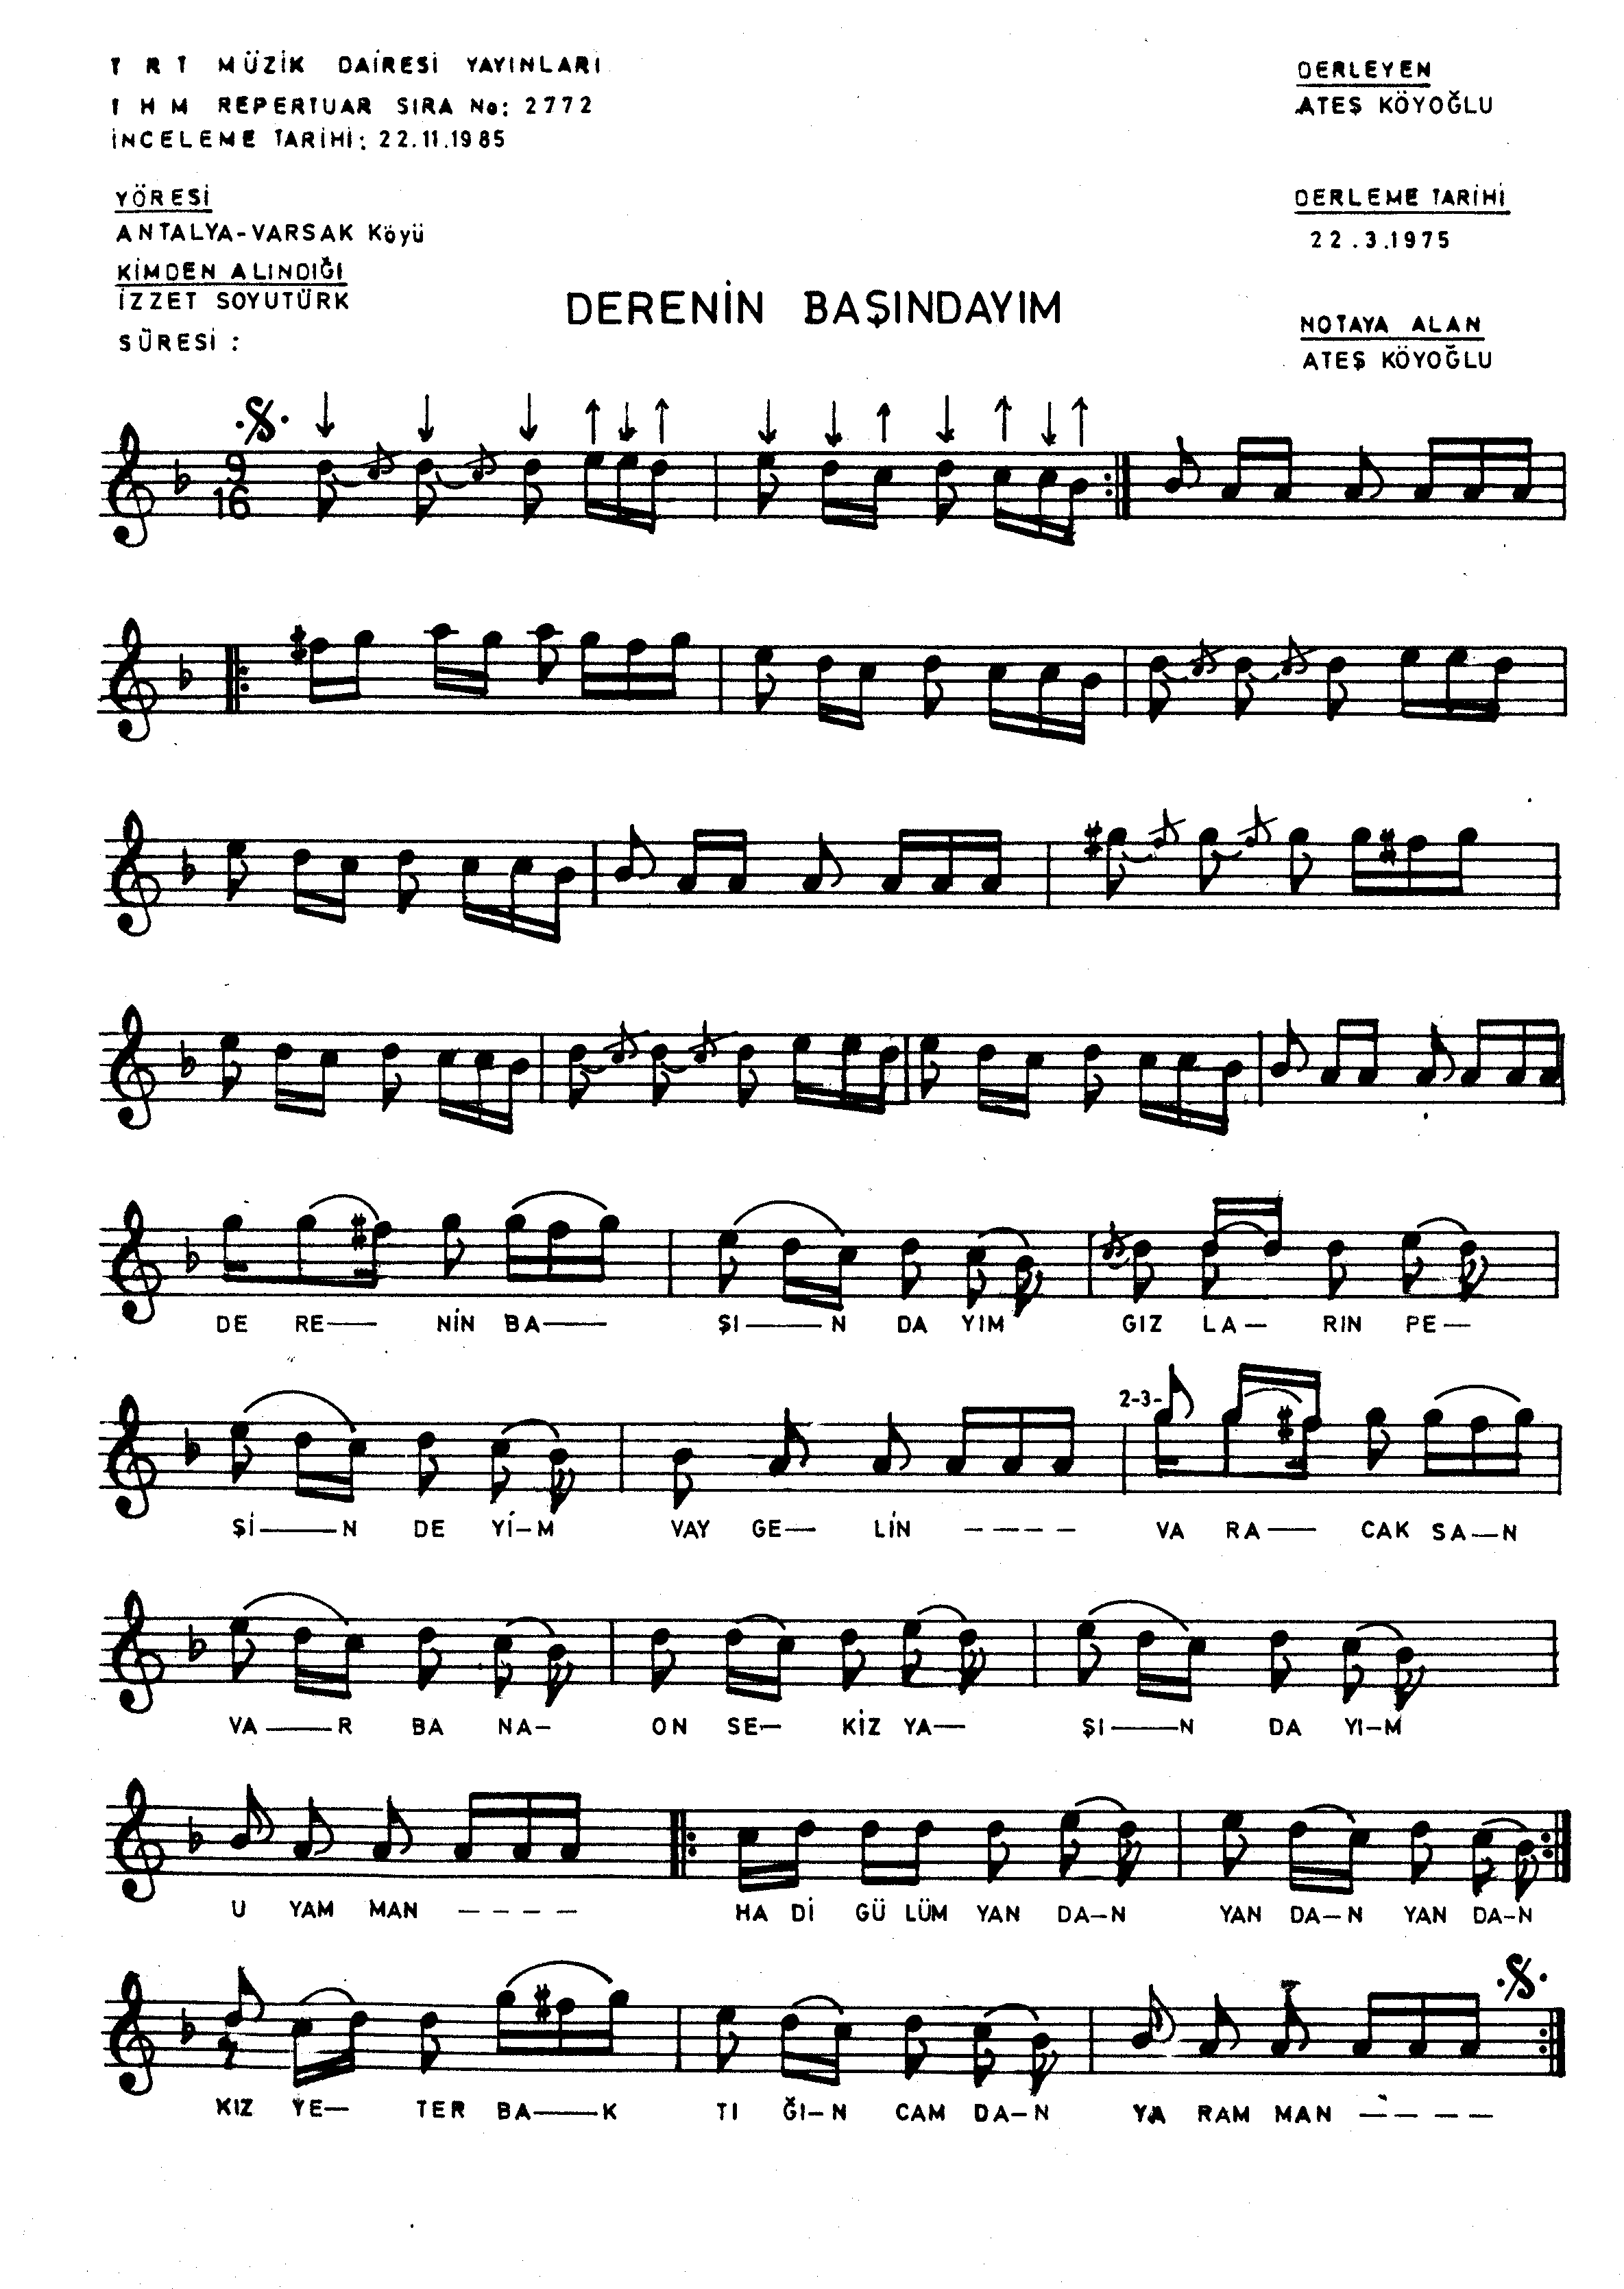 T R T MÜZİK DAİRESİ YAYINLARI
T H M REPERTUAR SIRA No: 2772
İNCELEME TARİHİ: 22.11.1985
DERLEYEN
ATEŞ KÖYOĞLU
YÖRESİ
ANTALYA-VARSAK Köyü
KİMDEN ALINDIĞI
İZZET SOYUTÜRK
SÜRESİ :
DERLEME TARİHİ
22.3.1975
DERENİN BAŞINDAYIM
NOTAYA ALAN
ATEŞ KÖYOĞLU
9
16
DE RE— NİN BA— ŞI—N DA YIM GIZ LA— RIN PE—
2-3-
Şİ—N DE Yİ-M VAY GE— LİN - - - - VA RA— CAK SA—N
VA—R BA NA- ON SE— KİZ YA— ŞI—N DA YI-M
U YAM MAN - - - - HA Dİ GÜ LÜM YAN DA-N YAN DA-N YAN DA-N
KIZ YE— TER BA—K TI ĞI-N CAM DA-N YA RAM MAN - - - -